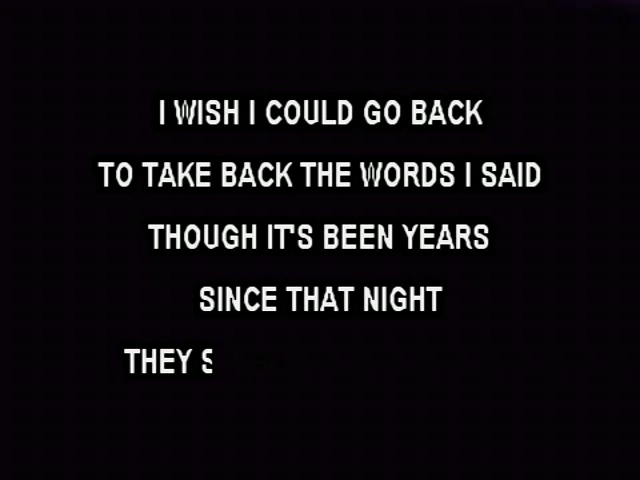 I WISH I COULD GO BACK
TO TAKE BACK THE WORDS I SAID
THOUGH IT'S BEEN YEARS
SINCE THAT NIGHT
THEY S